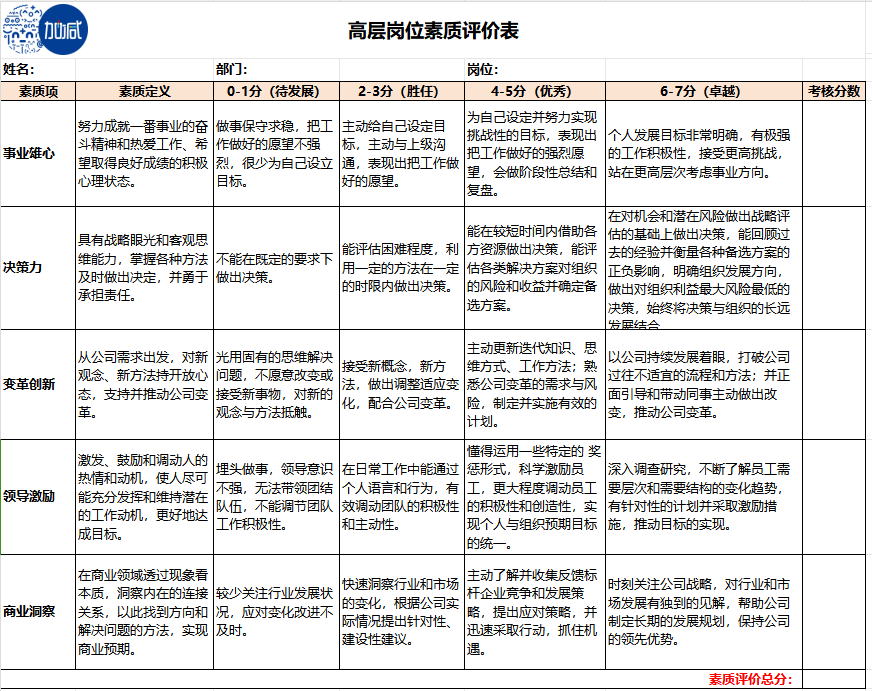 加减
高层岗位素质评价表
姓名： 部门： 岗位：
素质项 素质定义 0-1分（待发展） 2-3分（胜任） 4-5分（优秀） 6-7分（卓越） 考核分数
事业雄心
努力成就一番事业的奋
斗精神和热爱工作、希
望取得良好成绩的积极
心理状态。
做事保守求稳，把工
作做好的愿望不强
烈，很少为自己设立
目标。
主动给自己设定目
标，主动与上级沟
通，表现出把工作做
好的愿望。
为自己设定并努力实现
挑战性的目标，表现出
把工作做好的强烈愿
望，会做阶段性总结和
复盘。
个人发展目标非常明确，有极强
的工作积极性，接受更高挑战，
站在更高层次考虑事业方向。
决策力
具有战略眼光和客观思
维能力，掌握各种方法
及时做出决定，并勇于
承担责任。
不能在既定的要求下
做出决策。
能评估困难程度，利
用一定的方法在一定
的时限内做出决策。
能在较短时间内借助各
方资源做出决策，能评
估各类解决方案对组织
的风险和收益并确定备
选方案。
在对机会和潜在风险做出战略评
估的基础上做出决策，能回顾过
去的经验并衡量各种备选方案的
正负影响，明确组织发展方向，
做出对组织利益最大风险最低的
决策，始终将决策与组织的长远
发展结合
变革创新
从公司需求出发，对新
观念、新方法持开放心
态，支持并推动公司变
革。
光用固有的思维解决
问题，不愿意改变或
接受新事物，对新的
观念与方法抵触。
接受新概念，新方
法，做出调整适应变
化，配合公司变革。
主动更新迭代知识、思
维方式、工作方法；熟
悉公司变革的需求与风
险，制定并实施有效的
计划。
以公司持续发展着眼，打破公司
过往不适宜的流程和方法；并正
面引导和带动同事主动做出改
变，推动公司变革。
领导激励
激发、鼓励和调动人的
热情和动机，使人尽可
能充分发挥和维持潜在
的工作动机，更好地达
成目标。
埋头做事，领导意识
不强，无法带领团结
队伍，不能调节团队
工作积极性。
在日常工作中能通过
个人语言和行为，有
效调动团队的积极性
和主动性。
懂得运用一些特定的 奖
惩形式，科学激励员
工，更大程度调动员工
的积极性和创造性，实
现个人与组织预期目标
的统一。
深入调查研究，不断了解员工需
要层次和需要结构的变化趋势，
有针对性的计划并采取激励措
施，推动目标的实现。
商业洞察
在商业领域透过现象看
本质，洞察内在的连接
关系，以此找到方向和
解决问题的方法，实现
商业预期。
较少关注行业发展状
况，应对变化改进不
及时。
快速洞察行业和市场
的变化，根据公司实
际情况提出针对性、
建设性建议。
主动了解并收集反馈标
杆企业竞争和发展策
略，提出应对策略，并
迅速采取行动，抓住机
遇。
时刻关注公司战略，对行业和市
场发展有独到的见解，帮助公司
制定长期的发展规划，保持公司
的领先优势。
素质评价总分：